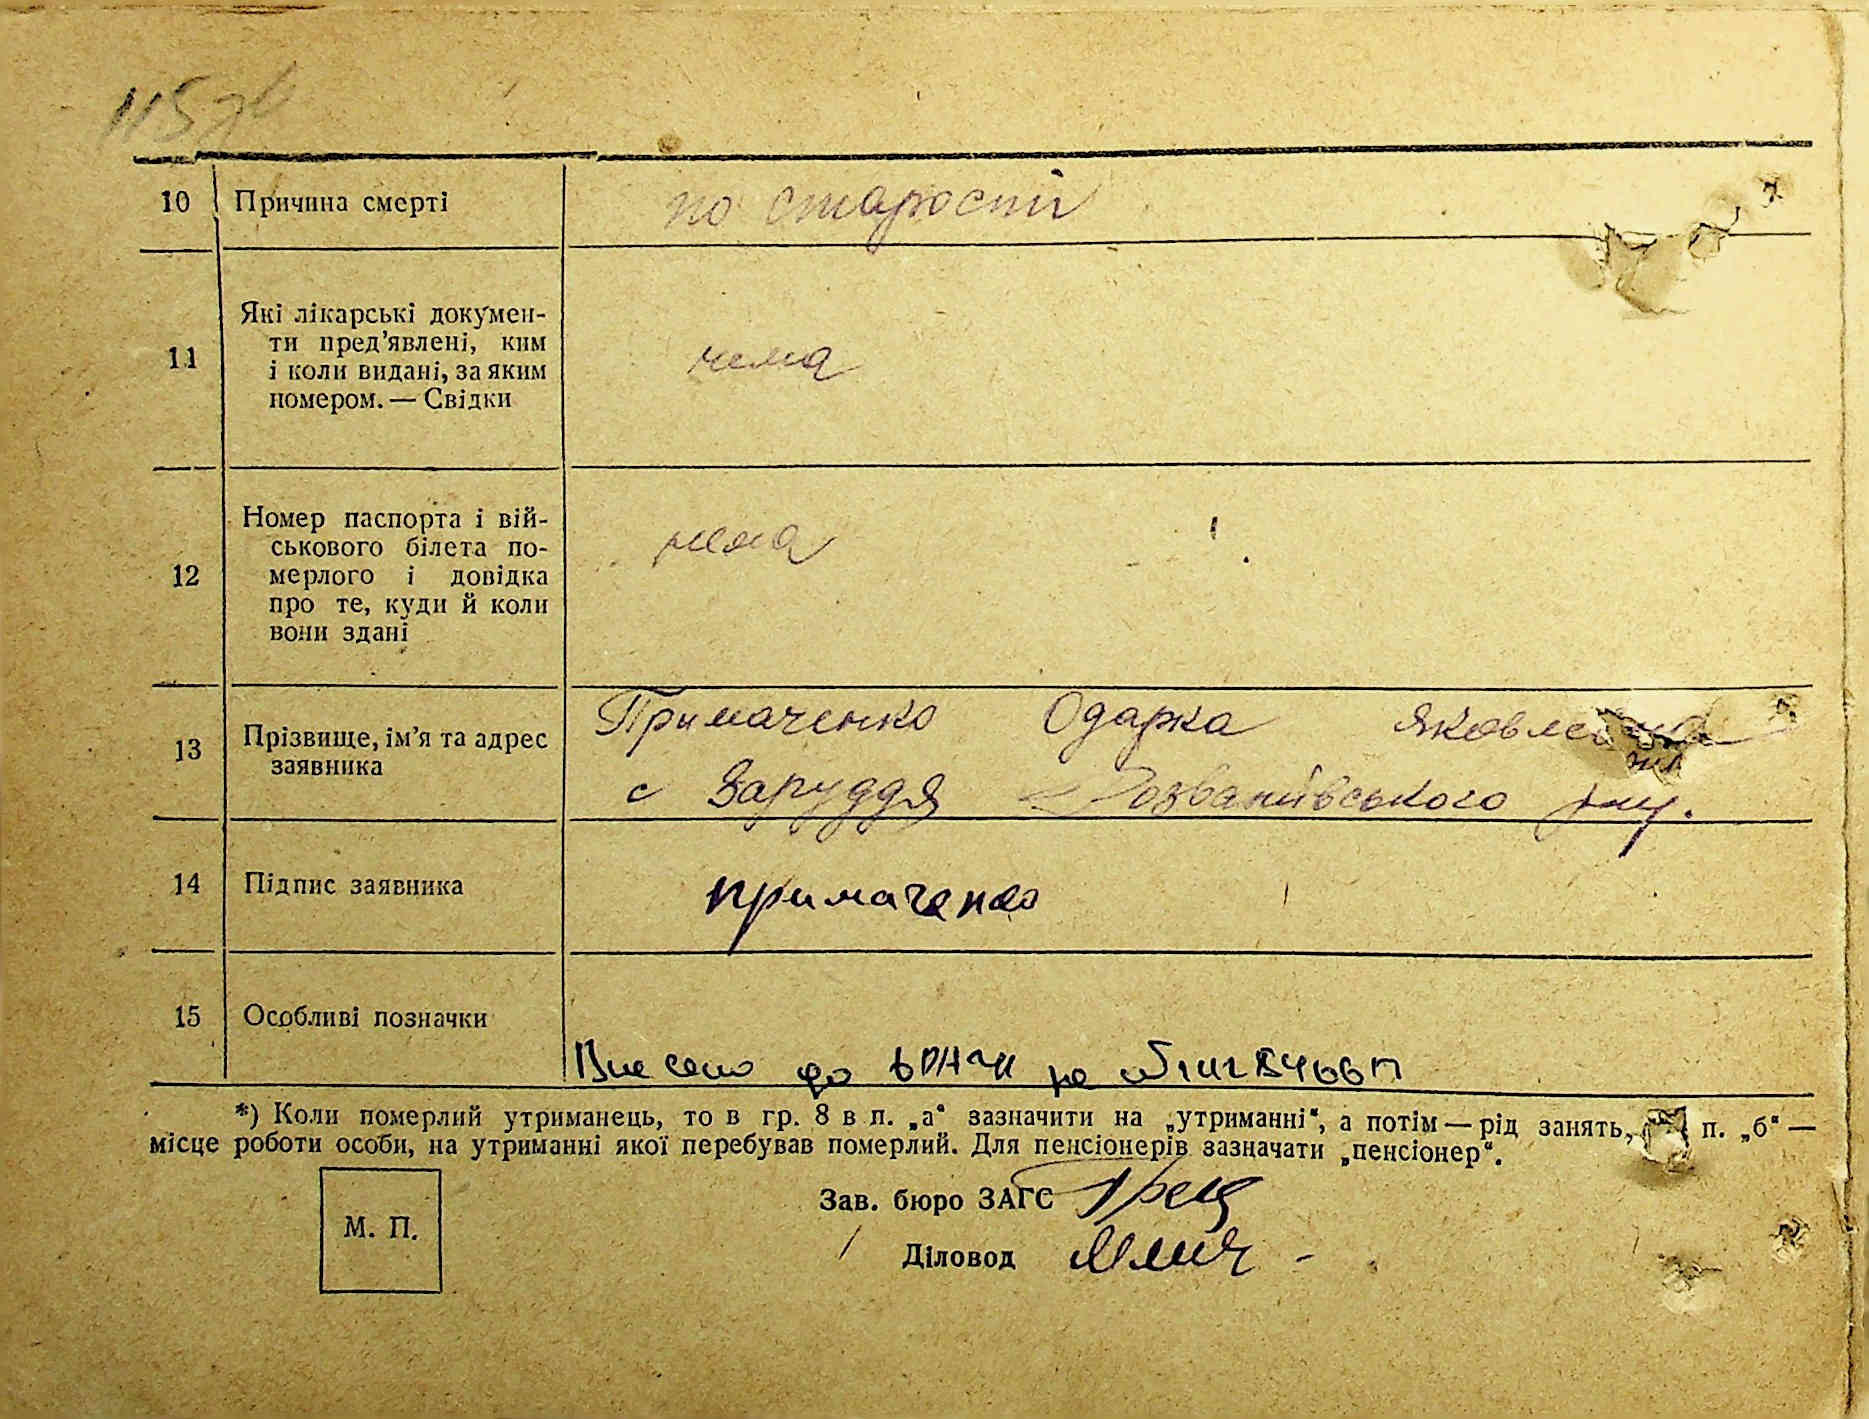 115зв
10 Причина смерті по старости
11 Які лікарські докумен-
ти пред’явлені, ким
і коли видані, за яким
номером. — Свідки
нема
12 Номер паспорта і вій-
ськового білета по-
мерлого і довідка
про те, куди й коли
вони здані
нема
13 Прізвище, ім’я та адрес
заявника
Примаченко Одарка Яковлевна
с Заруддя
14 Підпис заявника Примаченко
15 Особливі позначки
Внесено до
*) Коли померлий утриманець, то в гр. 8 в п. „а“ зазначити на „утриманні“, а потім — рід занять, п. „б“ —
місце роботи особи, на утриманні якої перебував померлий. Для пенсіонерів зазначати „пенсіонер“.
М. П.
Зав. бюро ЗАГС
Діловод